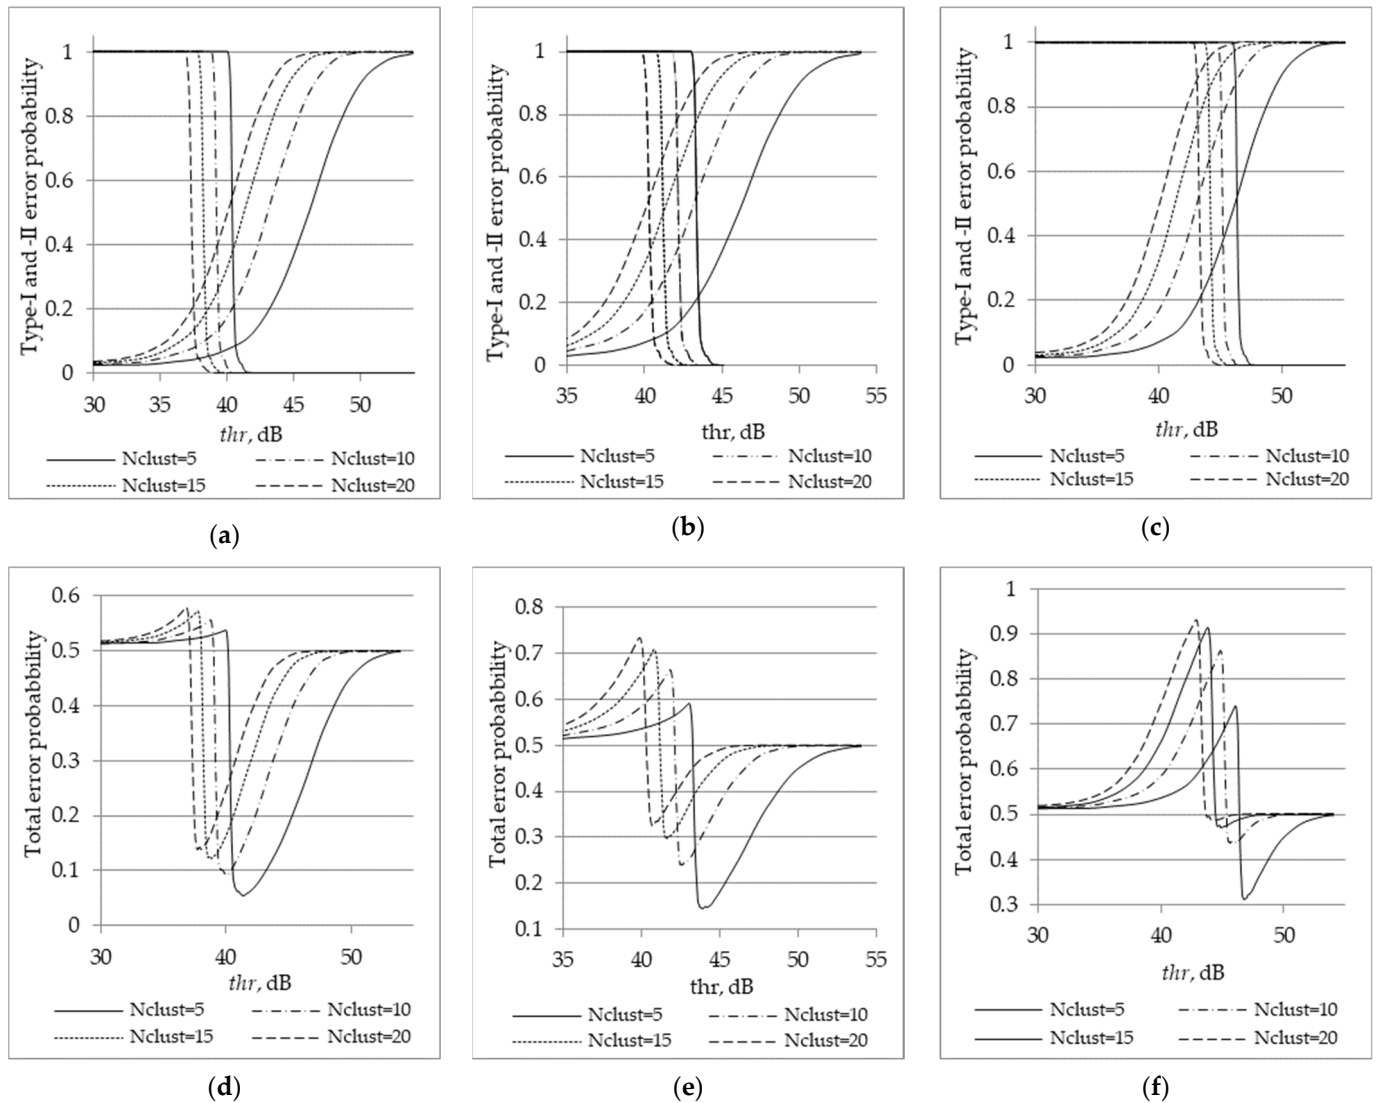 Type-I and -II error probability
1
0.8
0.6
0.4
0.2
0
30 35 40 45 50
thr, dB
Nclust=5 Nclust=10
Nclust=15 Nclust=20
(a)
Type-I and -II error probability
1
0.8
0.6
0.4
0.2
0
35 40 45 50 55
thr, dB
Nclust=5 Nclust=10
Nclust=15 Nclust=20
(b)
Type-I and -II error probability
1
0.8
0.6
0.4
0.2
0
30 40 50
thr, dB
Nclust=5 Nclust=10
Nclust=15 Nclust=20
(c)
Total error probabbility
0.6
0.5
0.4
0.3
0.2
0.1
0
30 40 50
thr, dB
Nclust=5 Nclust=10
Nclust=15 Nclust=20
(d)
Total error probability
0.8
0.7
0.6
0.5
0.4
0.3
0.2
0.1
35 40 45 50 55
thr, dB
Nclust=5 Nclust=10
Nclust=15 Nclust=20
(e)
Total error probabbility
1
0.9
0.8
0.7
0.6
0.5
0.4
0.3
30 40 50
thr, dB
Nclust=5 Nclust=10
Nclust=15 Nclust=20
(f)